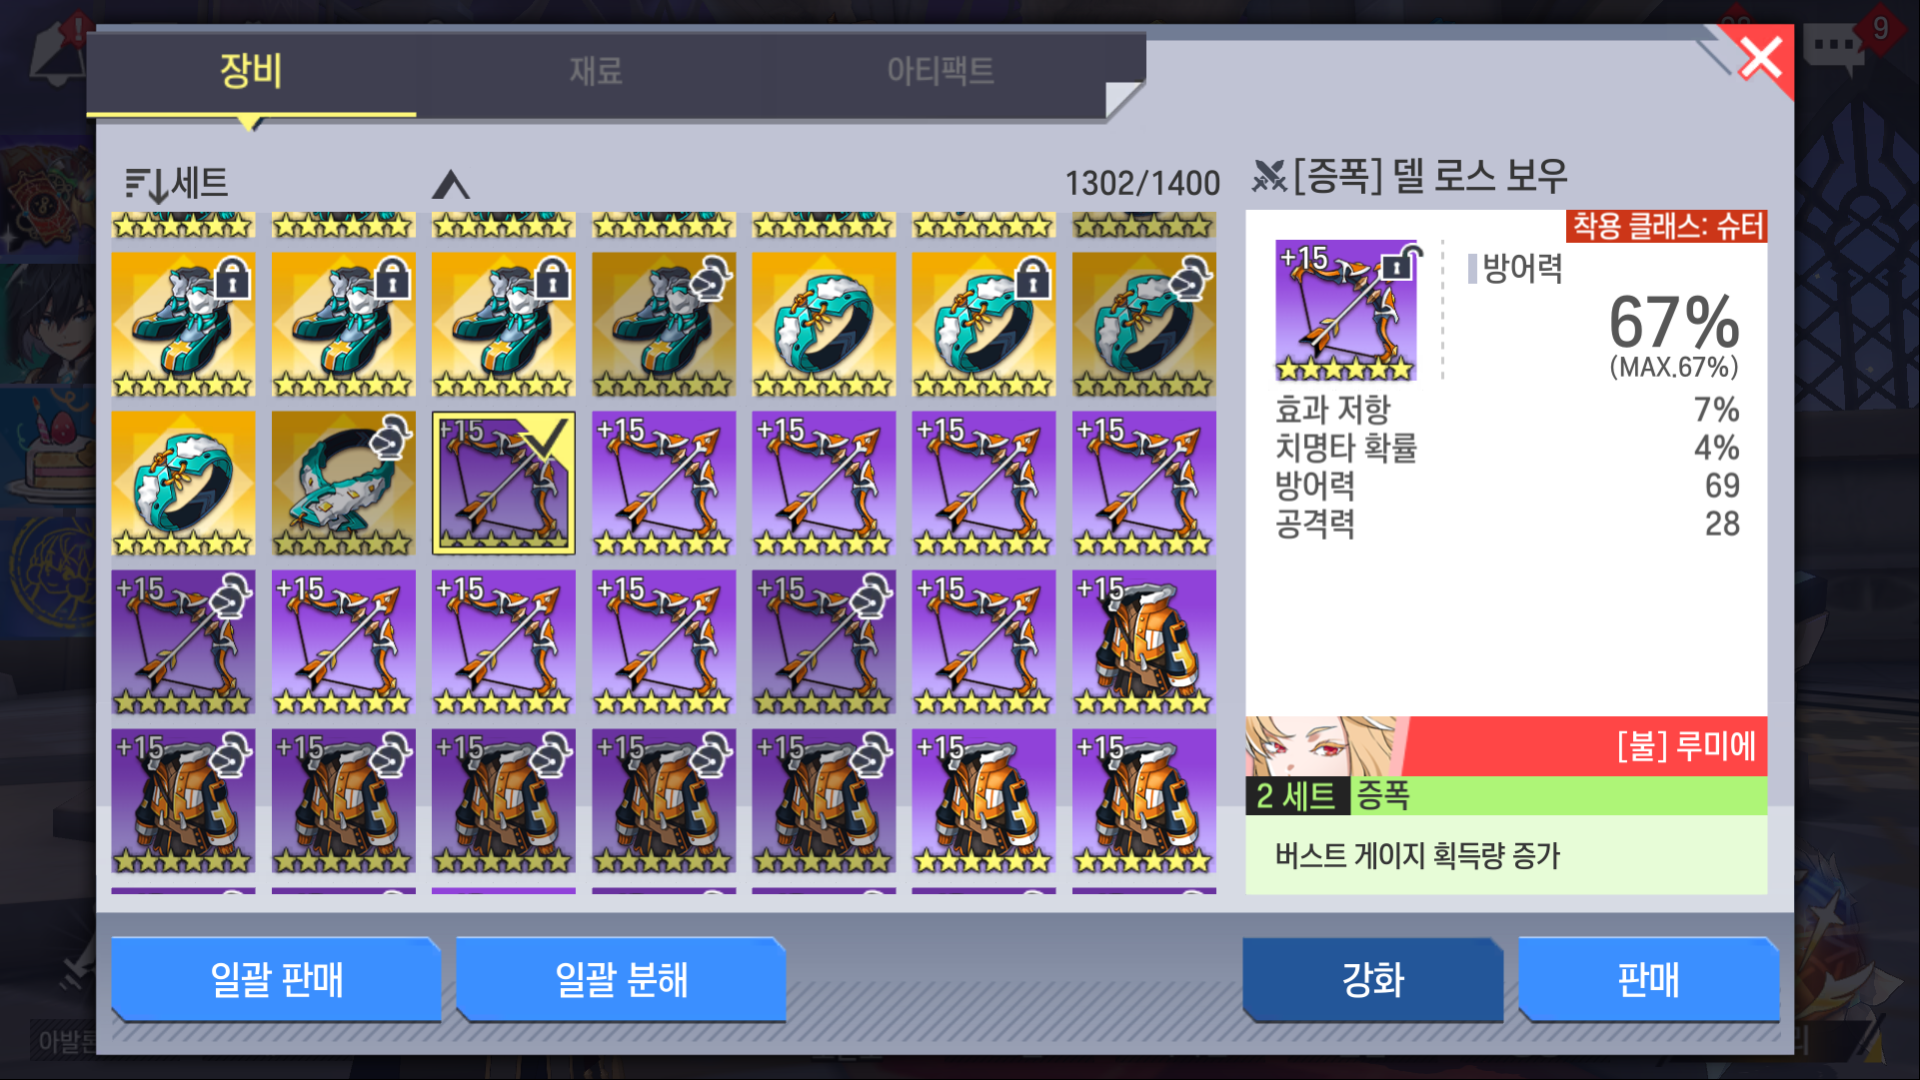 장비
재료
아티팩트
9
세트
1302/1400
[증폭] 델 로스 보우
착용 클래스: 슈터
+15
방어력
67%
(MAX.67%)
효과 저항 7%
치명타 확률 4%
방어력 69
공격력 28
+15 +15 +15 +15 +15
+15 +15 +15 +15 +15 +15 +15
+15 +15 +15 +15 +15 +15 +15
[불] 루미에
2 세트 증폭
버스트 게이지 획득량 증가
일괄 판매
일괄 분해
강화
판매